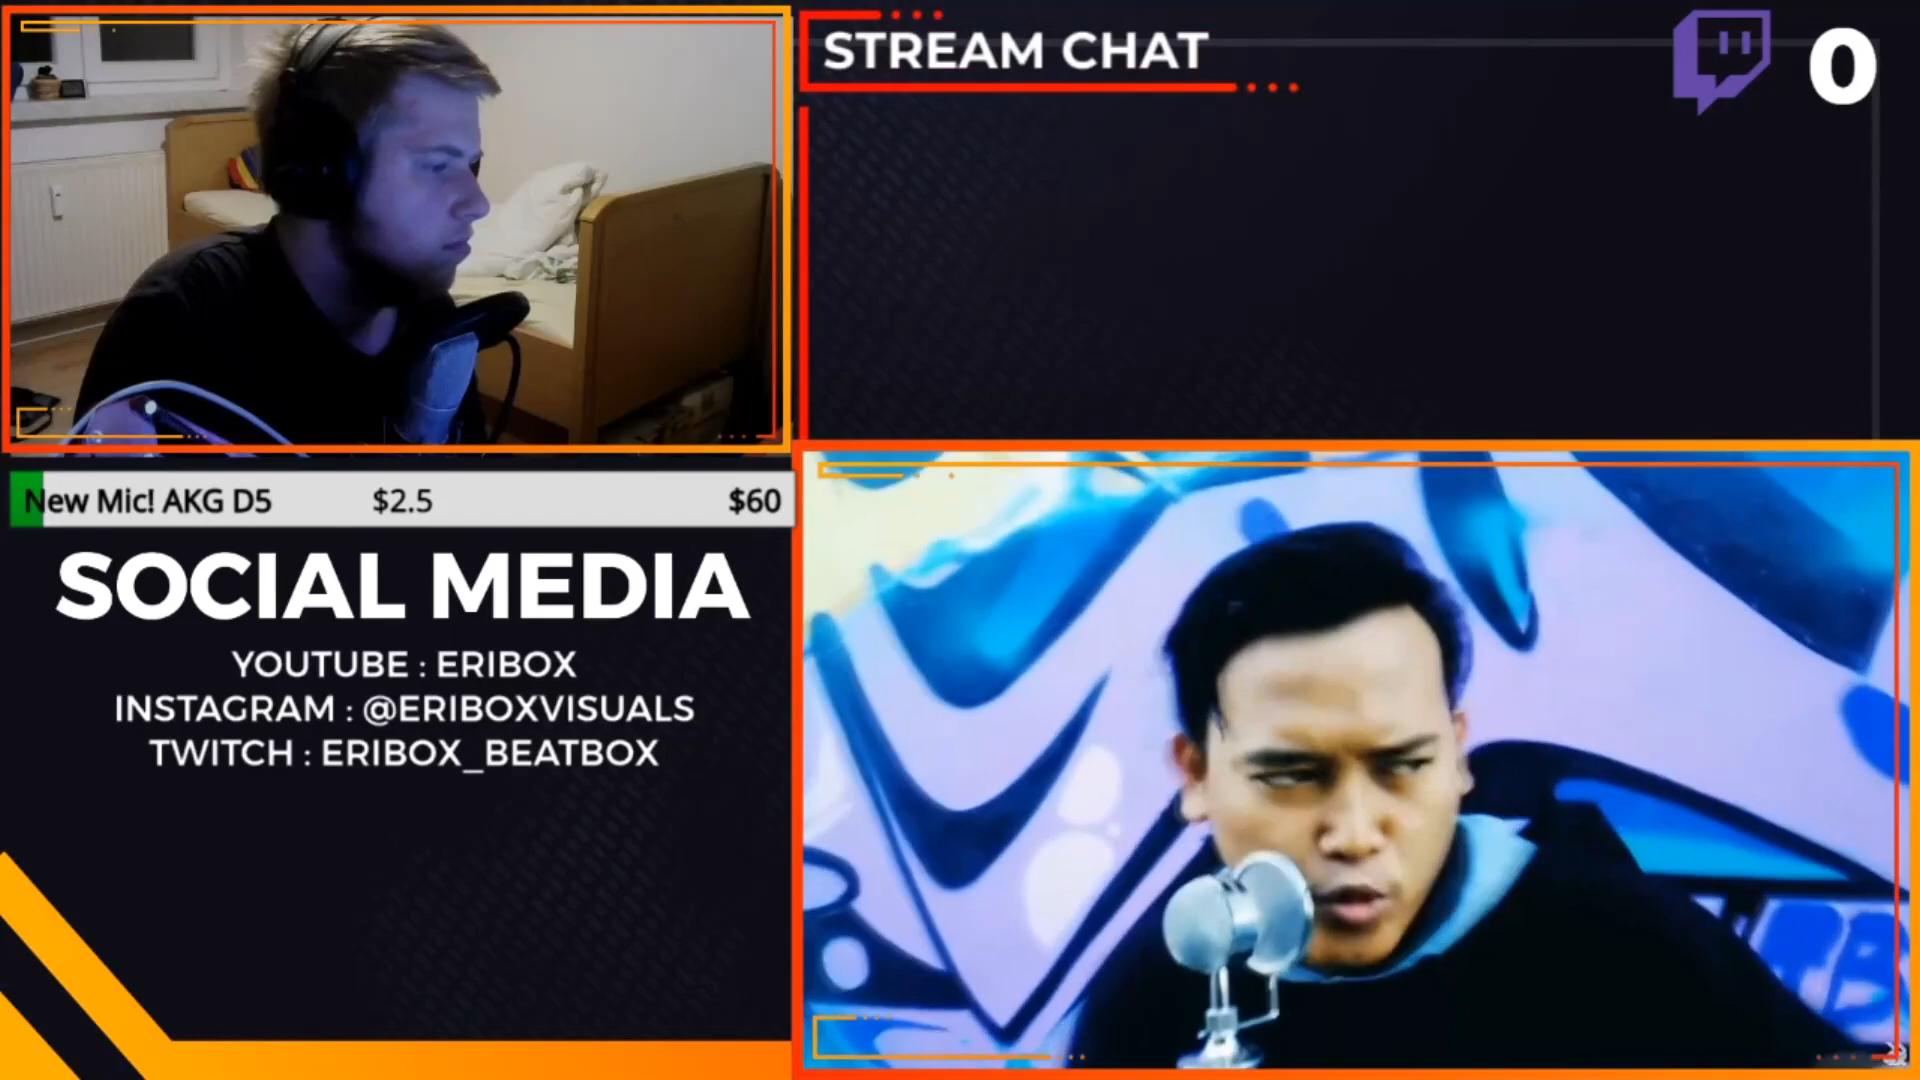 STREAM CHAT
0
New Mic! AKG D5 $2.5 $60
SOCIAL MEDIA
YOUTUBE : ERIBOX
INSTAGRAM : @ERIBOXVISUALS
TWITCH : ERIBOX_BEATBOX